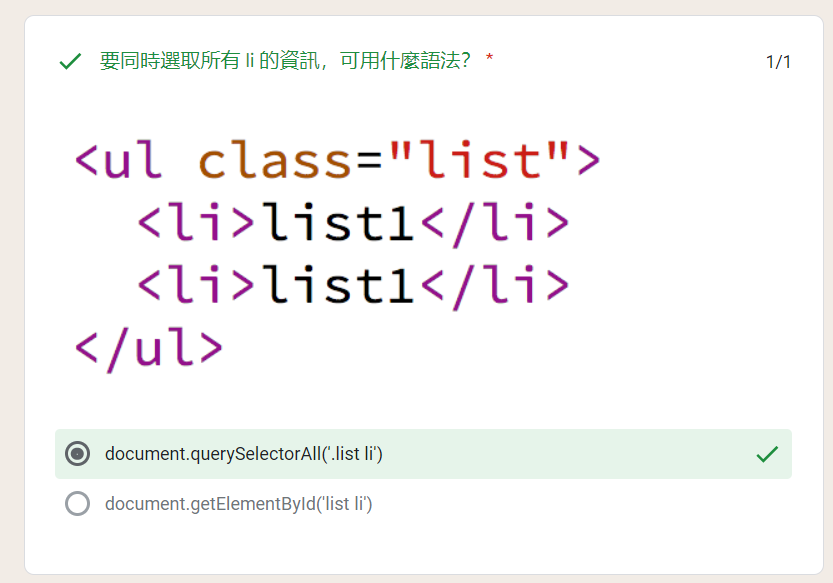 要同時選取所有 li 的資訊，可用什麼語法？ *
1/1
<ul class="list">
  <li>list1</li>
  <li>list1</li>
</ul>
document.querySelectorAll('.list li')
document.getElementById('list li')